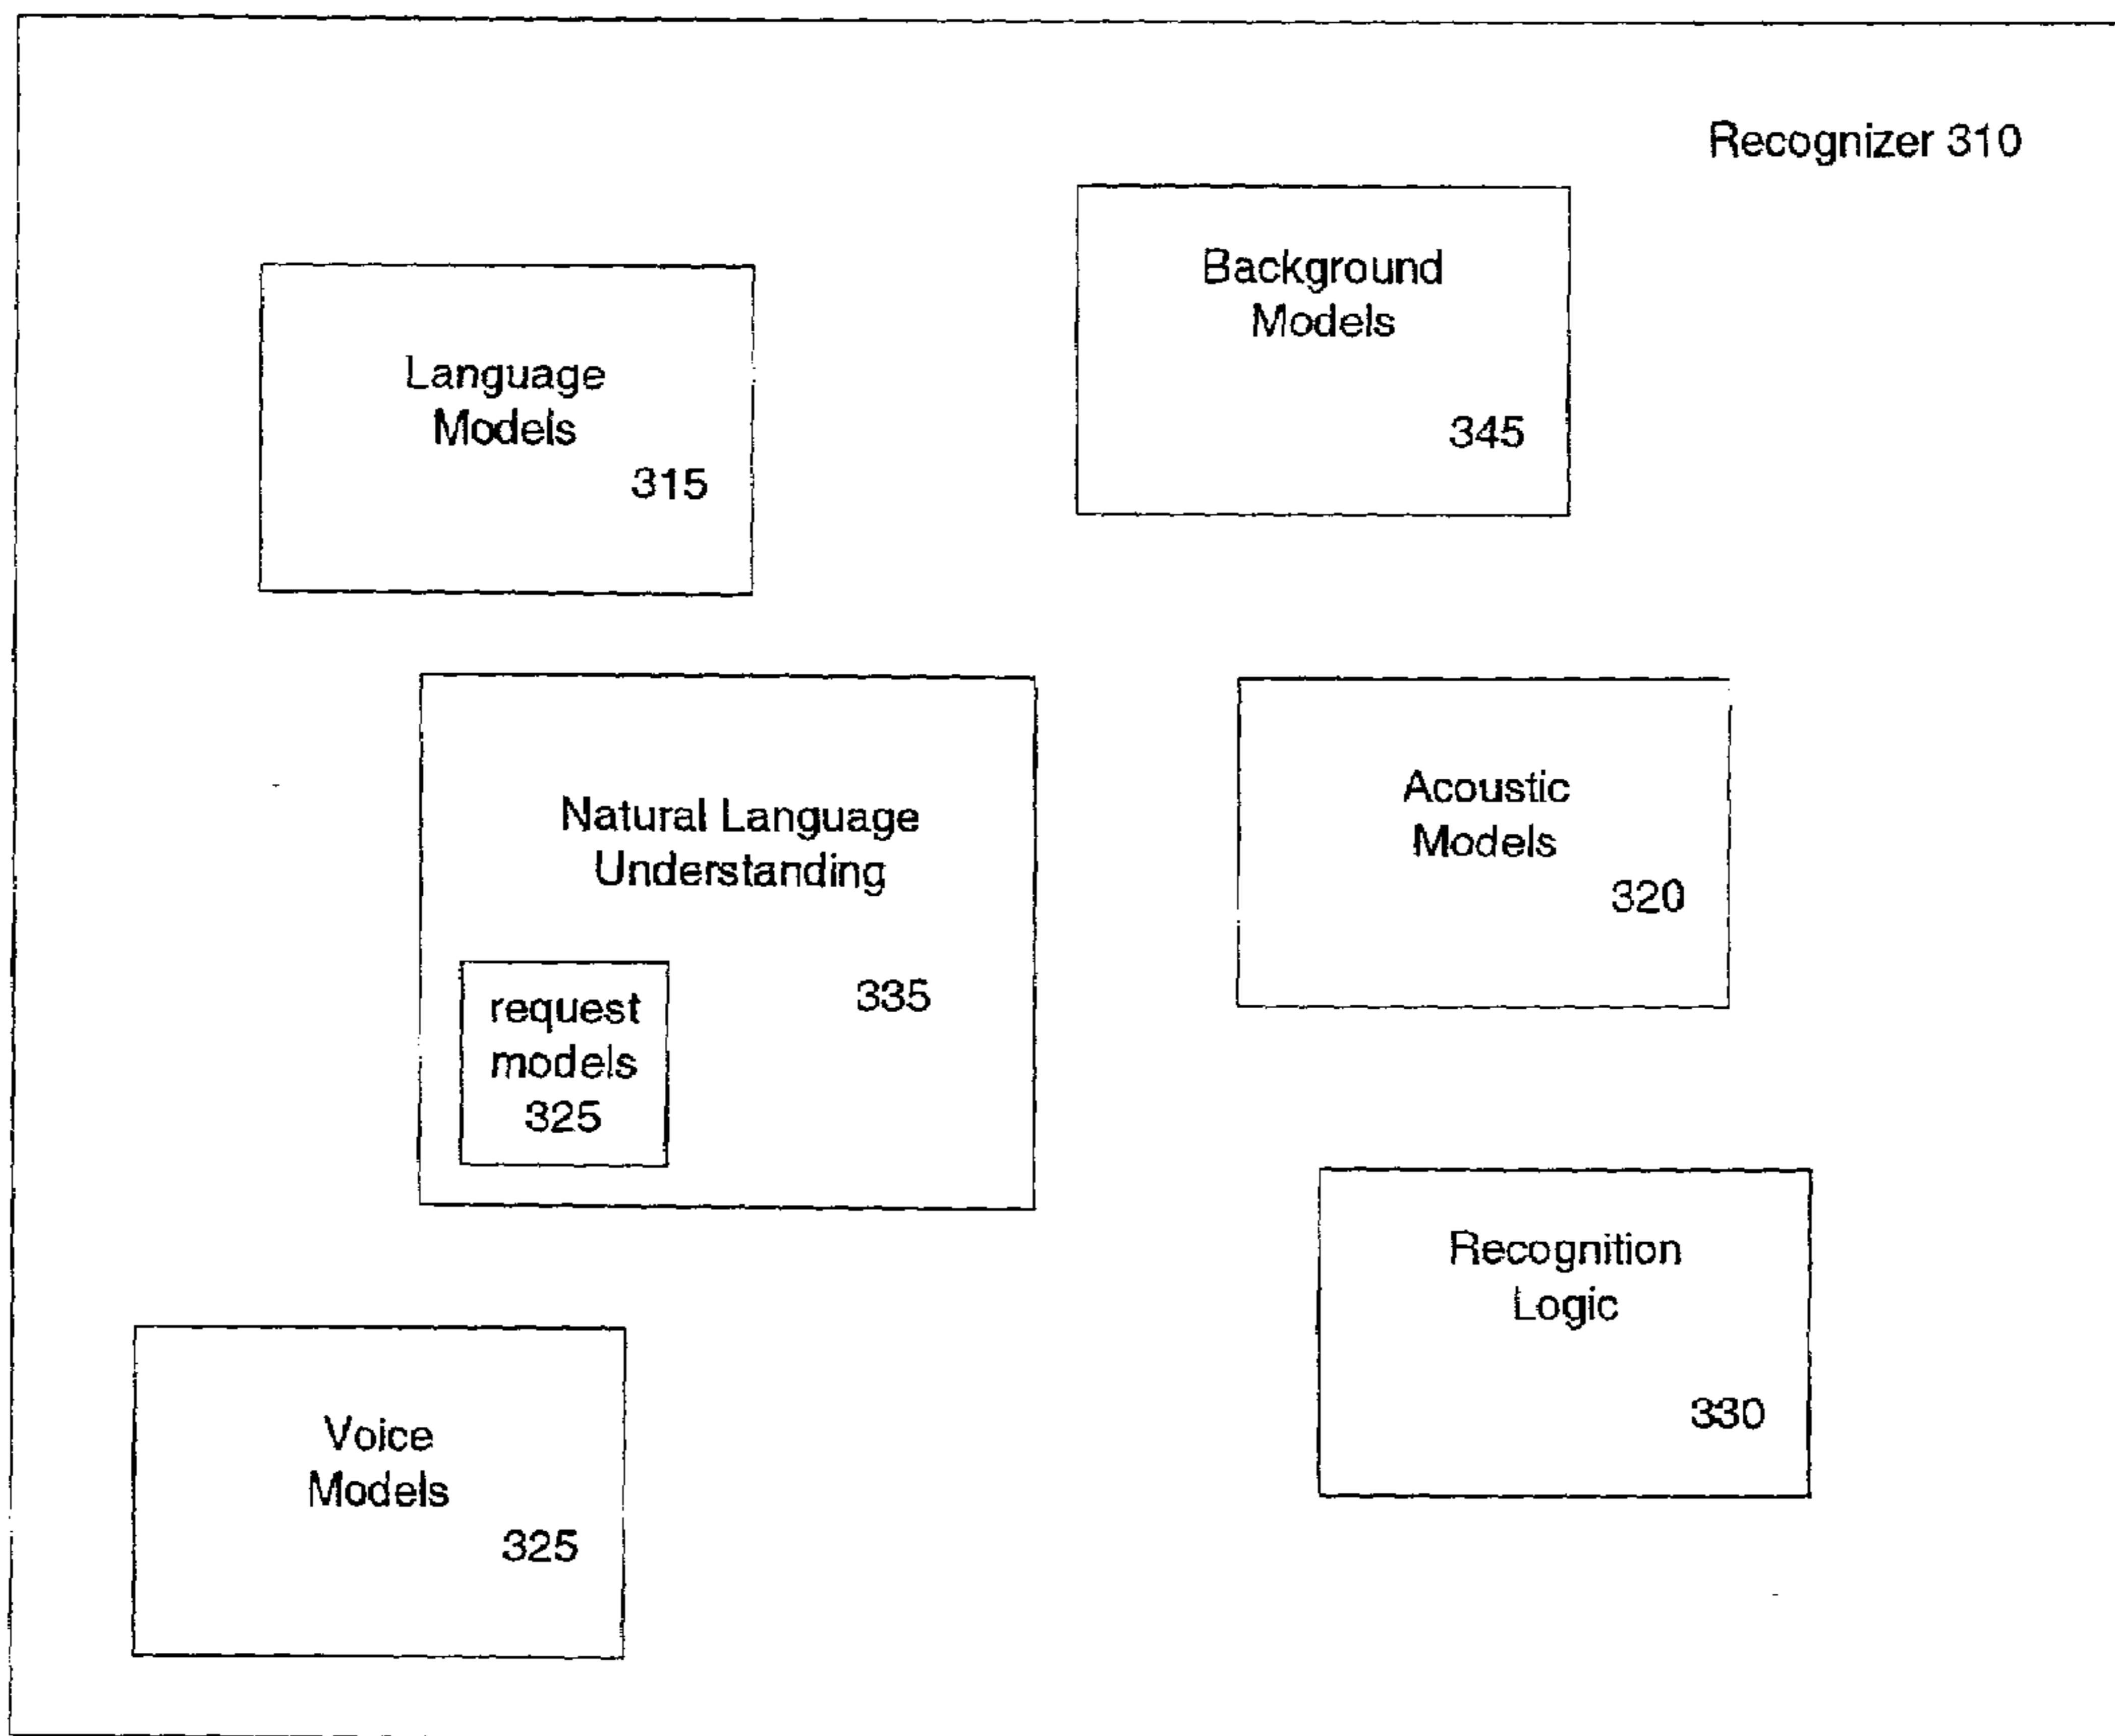 Recognizer 310
Background
Models
345
Language
Models
315
Natural Language
Understanding
335
request
models
325
Acoustic
Models
320
Recognition
Logic
330
Voice
Models
325